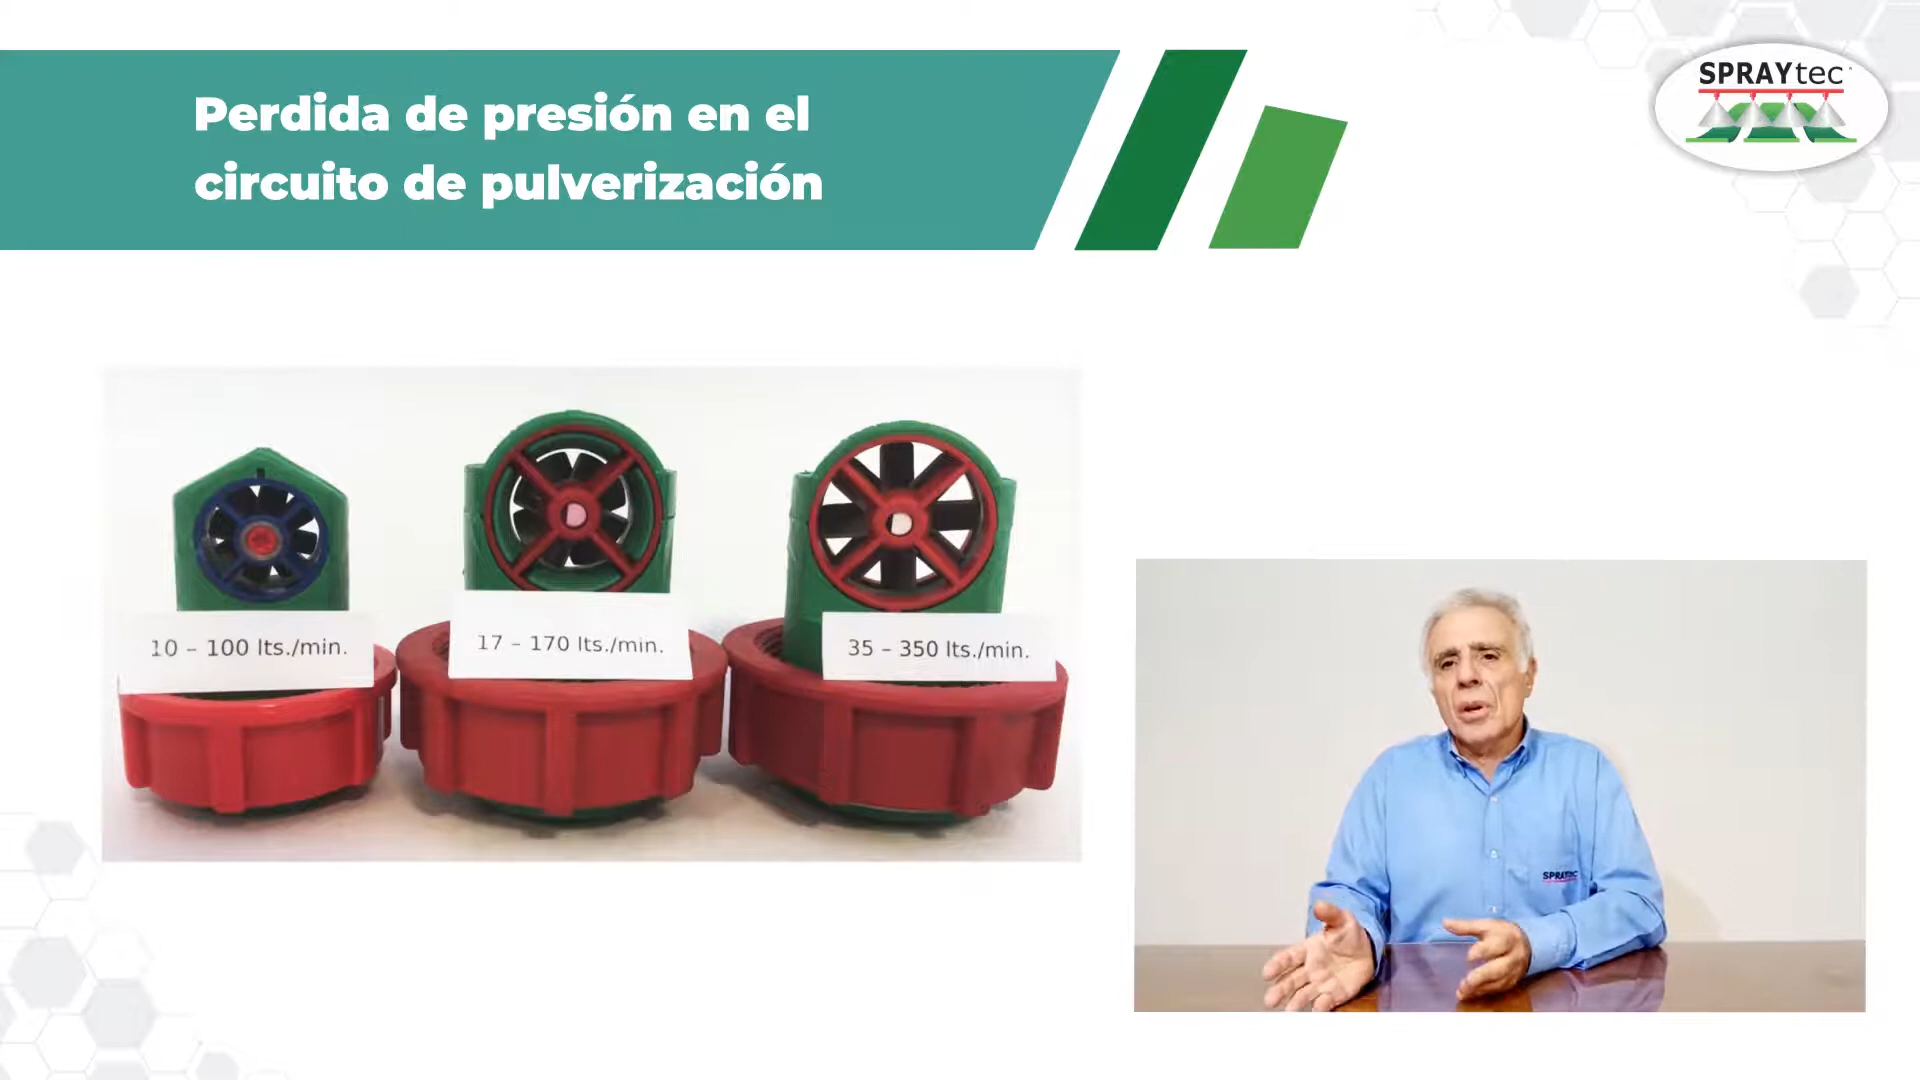 Perdida de presión en el
circuito de pulverización
SPRAYtec
10 – 100 lts./min.
17 – 170 lts./min.
35 – 350 lts./min.
SPRAYtec